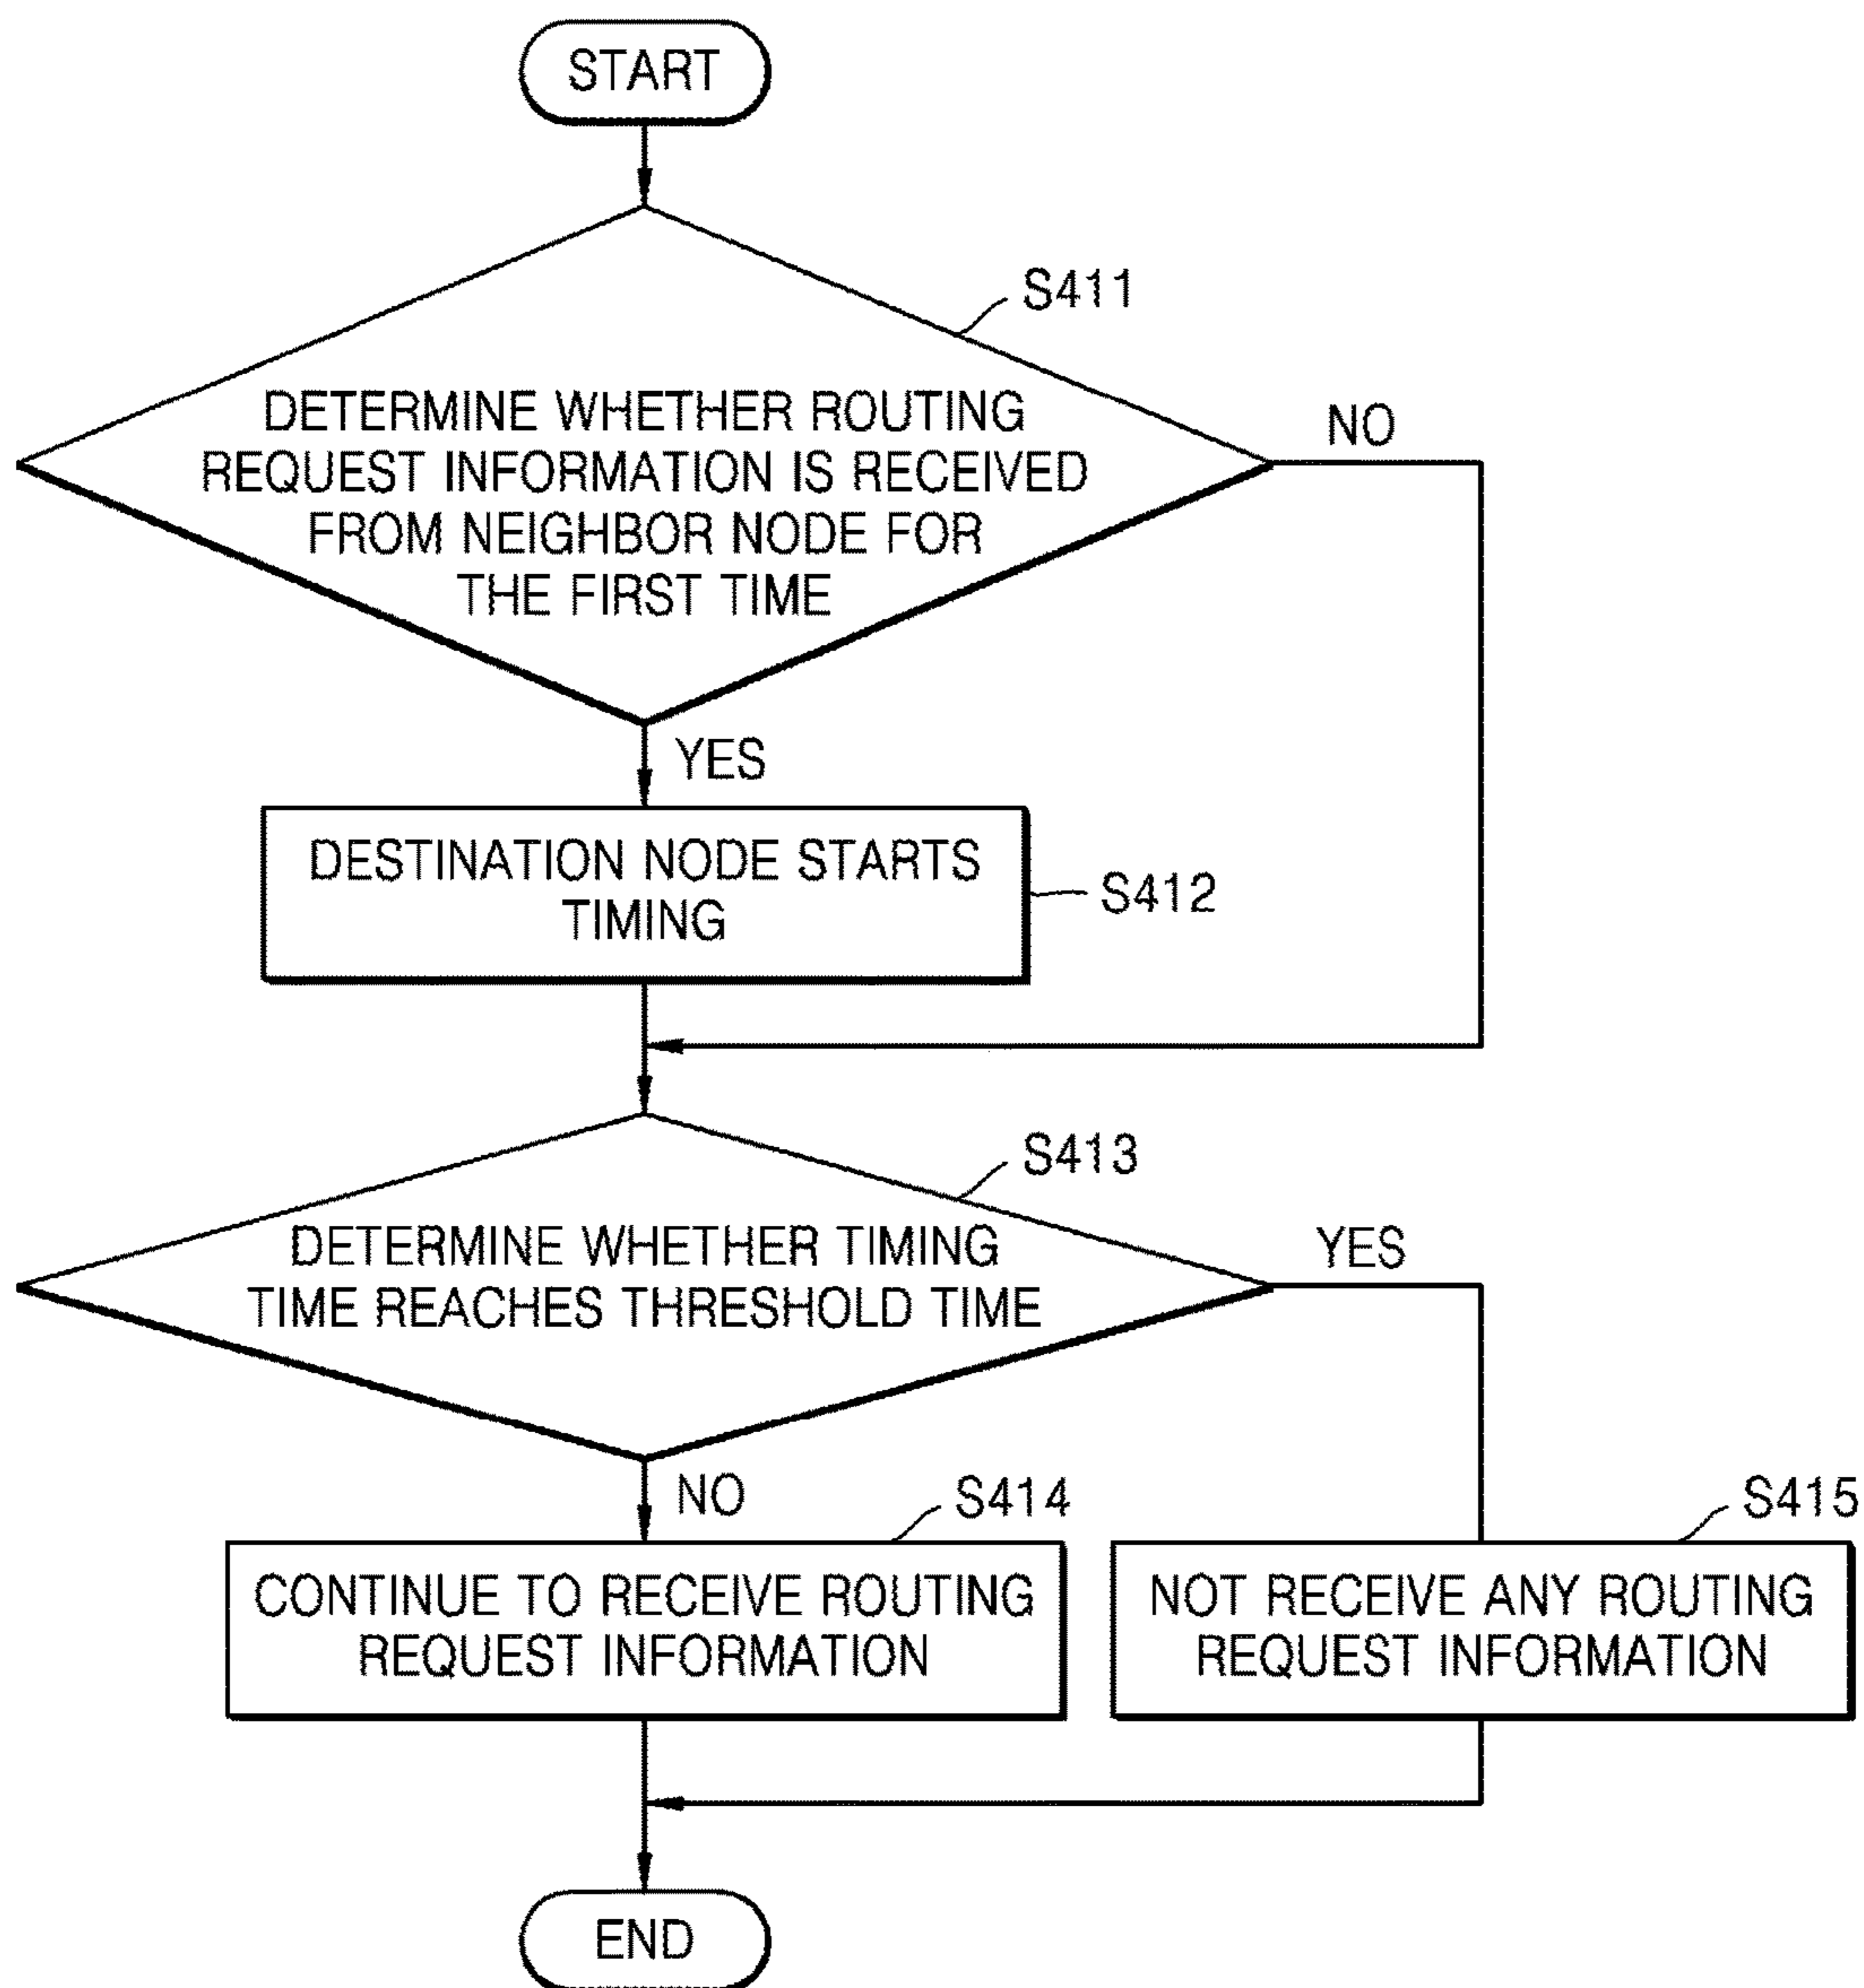 START
S411
DETERMINE WHETHER ROUTING
REQUEST INFORMATION IS RECEIVED
FROM NEIGHBOR NODE FOR
THE FIRST TIME
NO
YES
DESTINATION NODE STARTS
TIMING
S412
S413
DETERMINE WHETHER TIMING
TIME REACHES THRESHOLD TIME
YES
NO
S414
CONTINUE TO RECEIVE ROUTING
REQUEST INFORMATION
S415
NOT RECEIVE ANY ROUTING
REQUEST INFORMATION
END